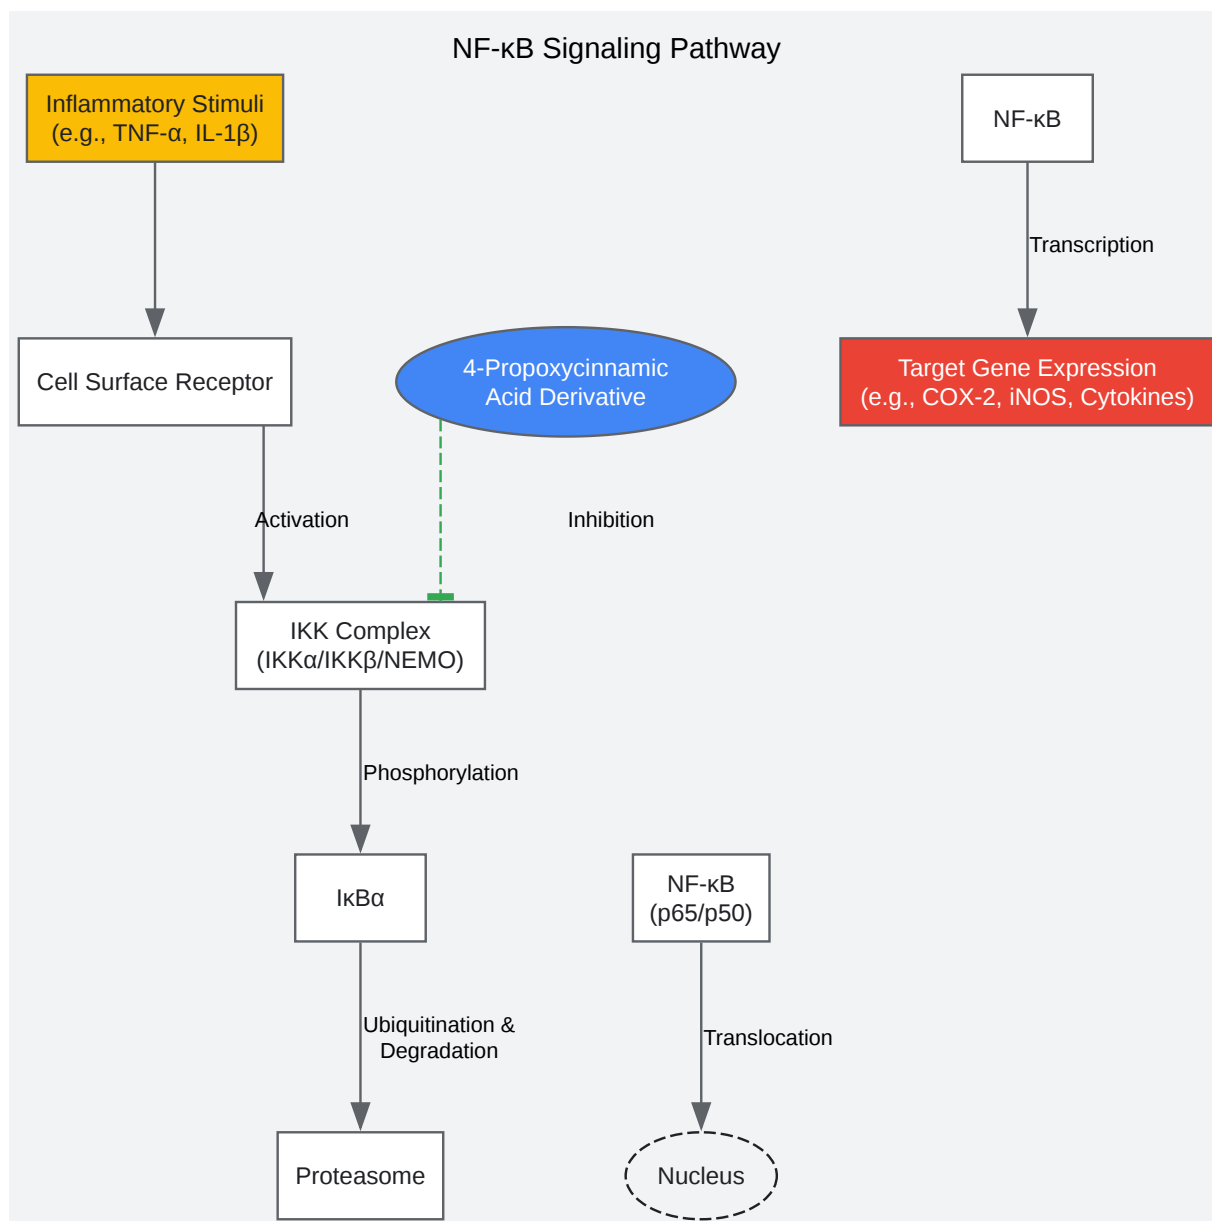 NF-κB Signaling Pathway
Inflammatory Stimuli
(e.g., TNF-α, IL-1β)
NF-κB
Transcription
Cell Surface Receptor
4-Propoxycinnamic
Acid Derivative
Target Gene Expression
(e.g., COX-2, iNOS, Cytokines)
Activation
Inhibition
IKK Complex
(IKKα/IKKβ/NEMO)
Phosphorylation
IκBα
NF-κB
(p65/p50)
Ubiquitination &
Degradation
Translocation
Proteasome
Nucleus